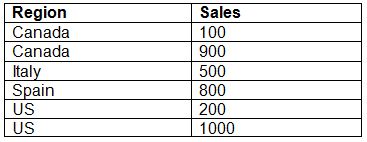 Region Sales
Canada 100
Canada 900
Italy 500
Spain 800
US 200
US 1000